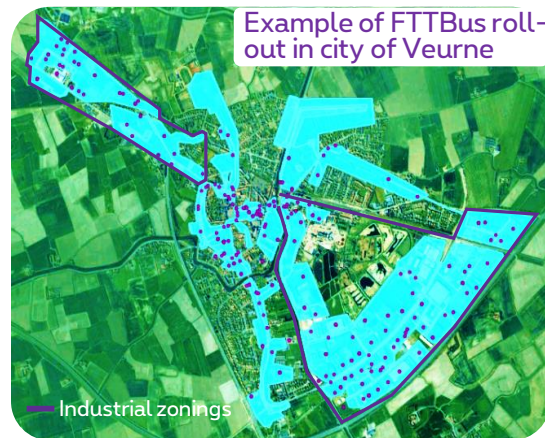 Example of FTTBus roll-
out in city of Veurne
Industrial zonings